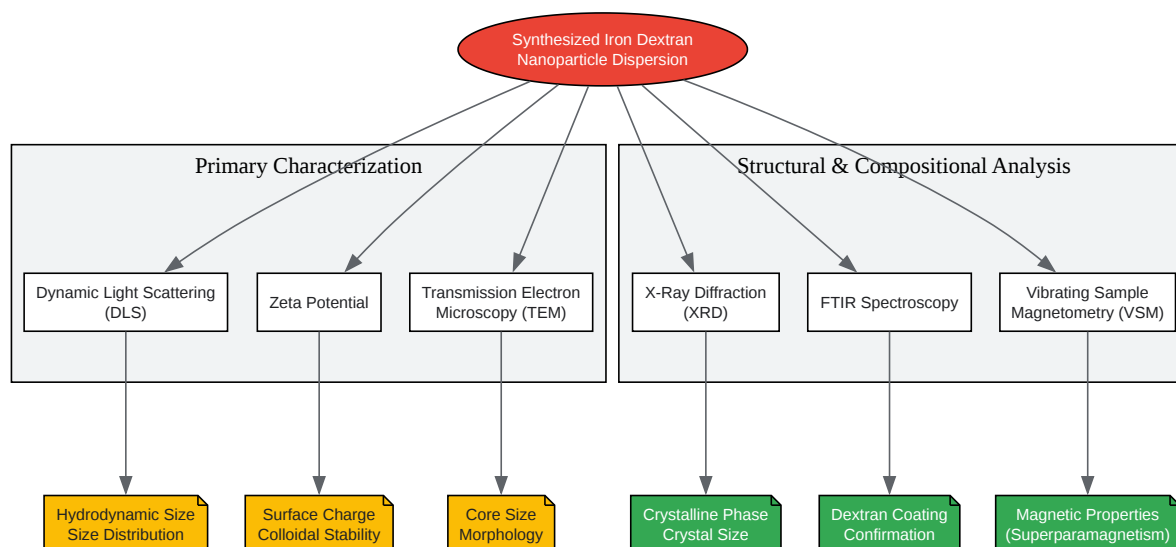 Synthesized Iron Dextran
Nanoparticle Dispersion
Primary Characterization
Structural & Compositional Analysis
Dynamic Light Scattering
(DLS)
Zeta Potential
Transmission Electron
Microscopy (TEM)
X-Ray Diffraction
(XRD)
FTIR Spectroscopy
Vibrating Sample
Magnetometry (VSM)
Hydrodynamic Size
Size Distribution
Surface Charge
Colloidal Stability
Core Size
Morphology
Crystalline Phase
Crystal Size
Dextran Coating
Confirmation
Magnetic Properties
(Superparamagnetism)